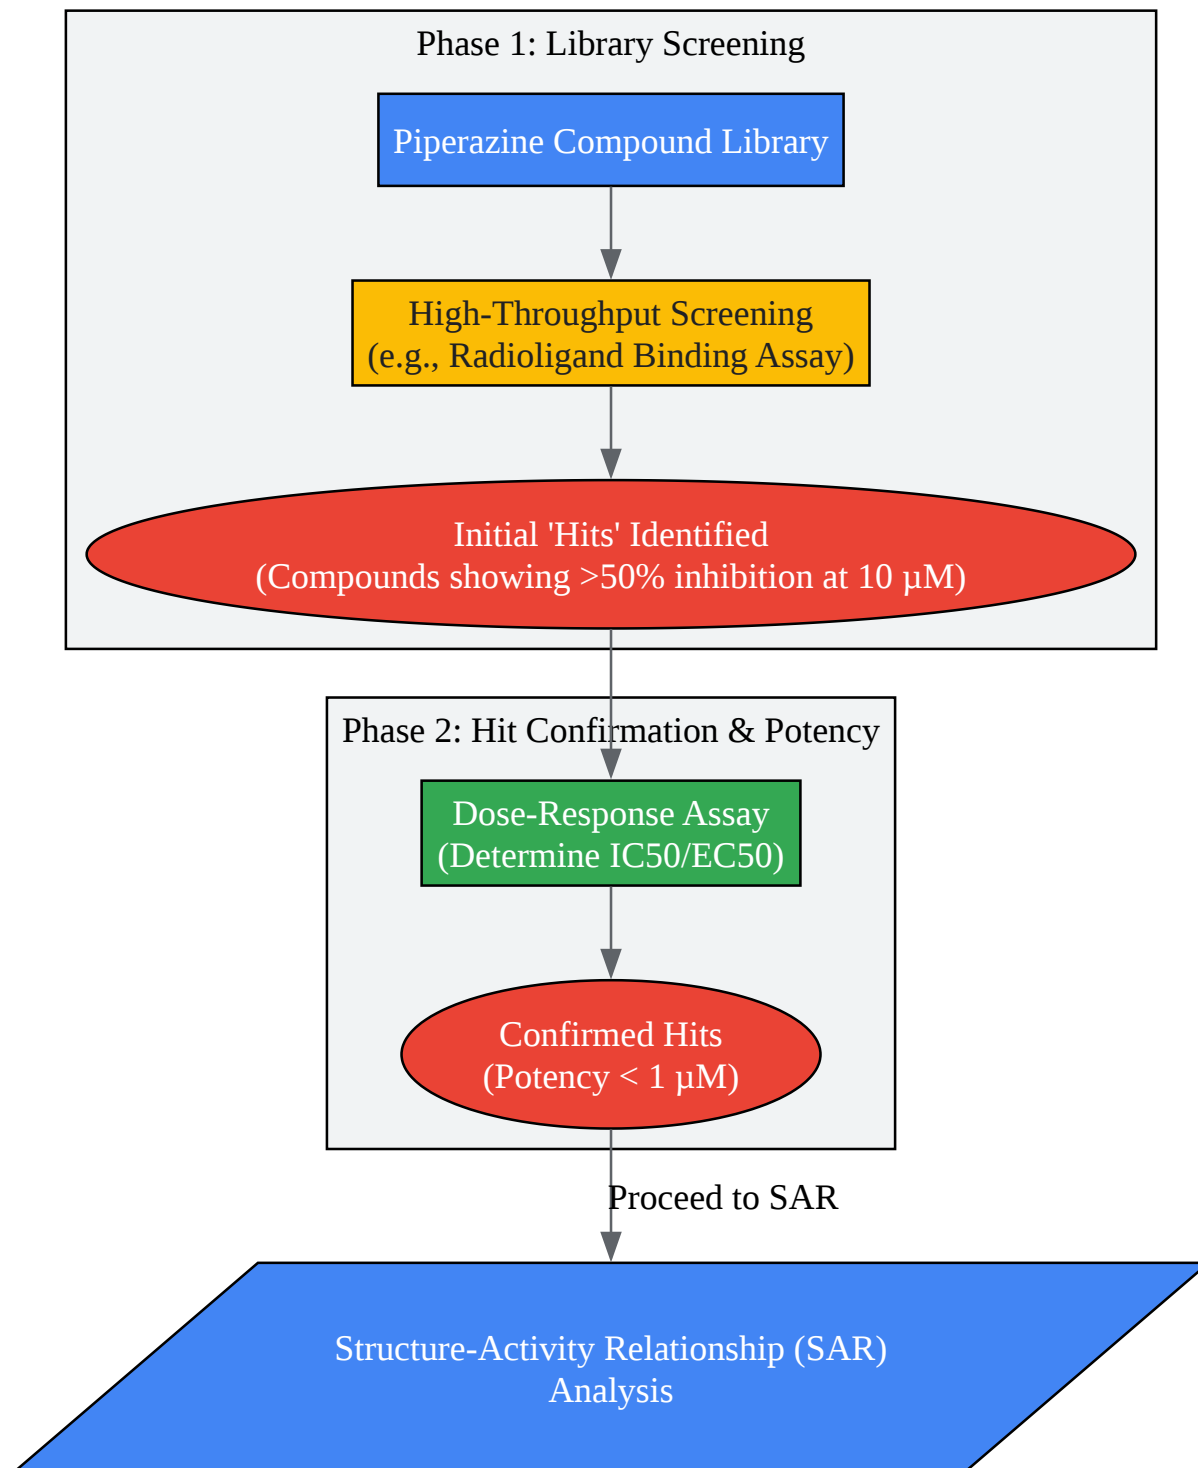 Phase 1: Library Screening
Piperazine Compound Library
High-Throughput Screening
(e.g., Radioligand Binding Assay)
Initial 'Hits' Identified
(Compounds showing >50% inhibition at 10 µM)
Phase 2: Hit Confirmation & Potency
Dose-Response Assay
(Determine IC50/EC50)
Confirmed Hits
(Potency < 1 µM)
Proceed to SAR
Structure-Activity Relationship (SAR)
Analysis